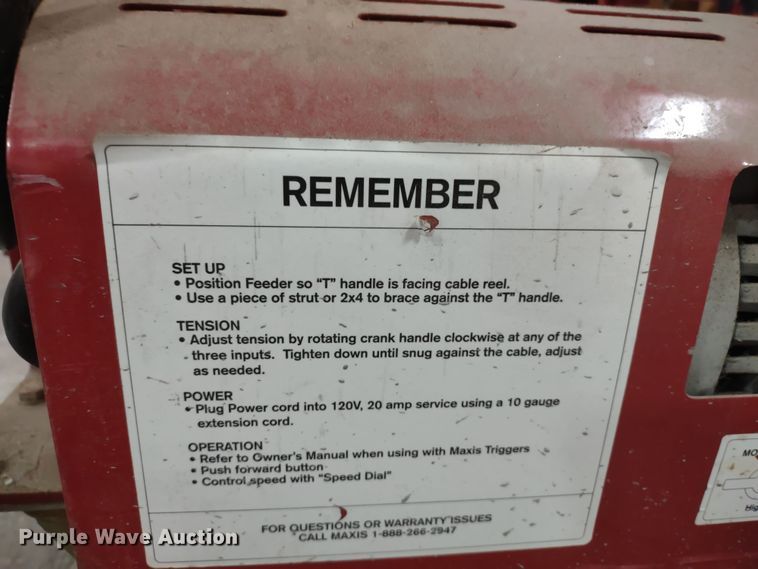 REMEMBER
SET UP
• Position Feeder so “T” handle is facing cable reel.
• Use a piece of strut or 2x4 to brace against the “T” handle.
TENSION
• Adjust tension by rotating crank handle clockwise at any of the
three inputs. Tighten down until snug against the cable, adjust
as needed.
POWER
• Plug Power cord into 120V, 20 amp service using a 10 gauge
extension cord.
OPERATION
• Refer to Owner's Manual when using with Maxis Triggers
• Push forward button
• Control speed with “Speed Dial”
FOR QUESTIONS OR WARRANTY ISSUES
CALL MAXIS 1-888-266-2947
Purple Wave Auction